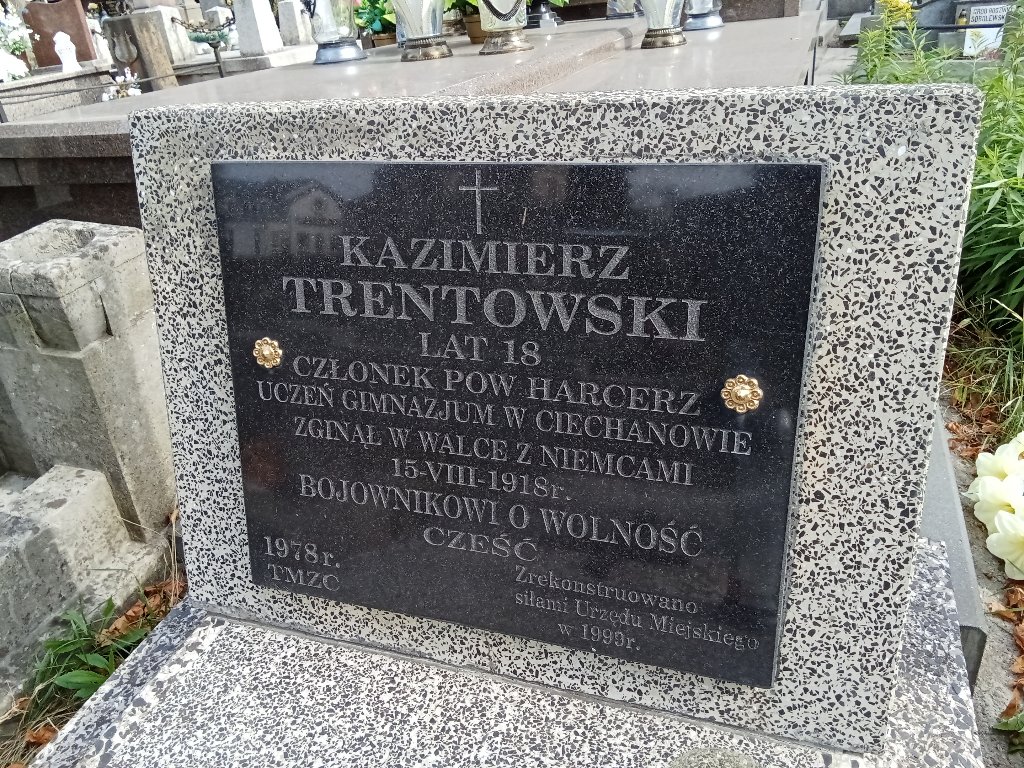 KAZIMIERZ
TRENTOWSKI
LAT 18
CZŁONEK POW HARCERZ
UCZEŃ GIMNAZJUM W CIECHANOWIE
ZGINĄŁ W WALCE Z NIEMCAMI
15-VIII-1918r.
BOJOWNIKOWI O WOLNOŚĆ
CZEŚĆ
1978r.
TMZC
Zrekonstruowano
siłami Urzędu Miejskiego
w 1999r.